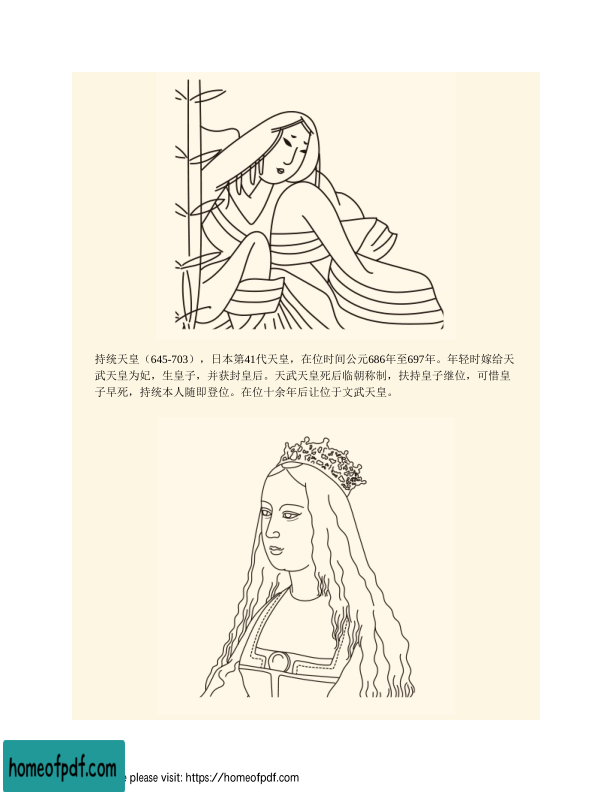 持统天皇（645-703），日本第41代天皇，在位时间公元686年至697年。年轻时嫁给天
武天皇为妃，生皇子，并获封皇后。天武天皇死后临朝称制，扶持皇子继位，可惜皇
子早死，持统本人随即登位。在位十余年后让位于文武天皇。
homeofpdf.com
e please visit: https://homeofpdf.com